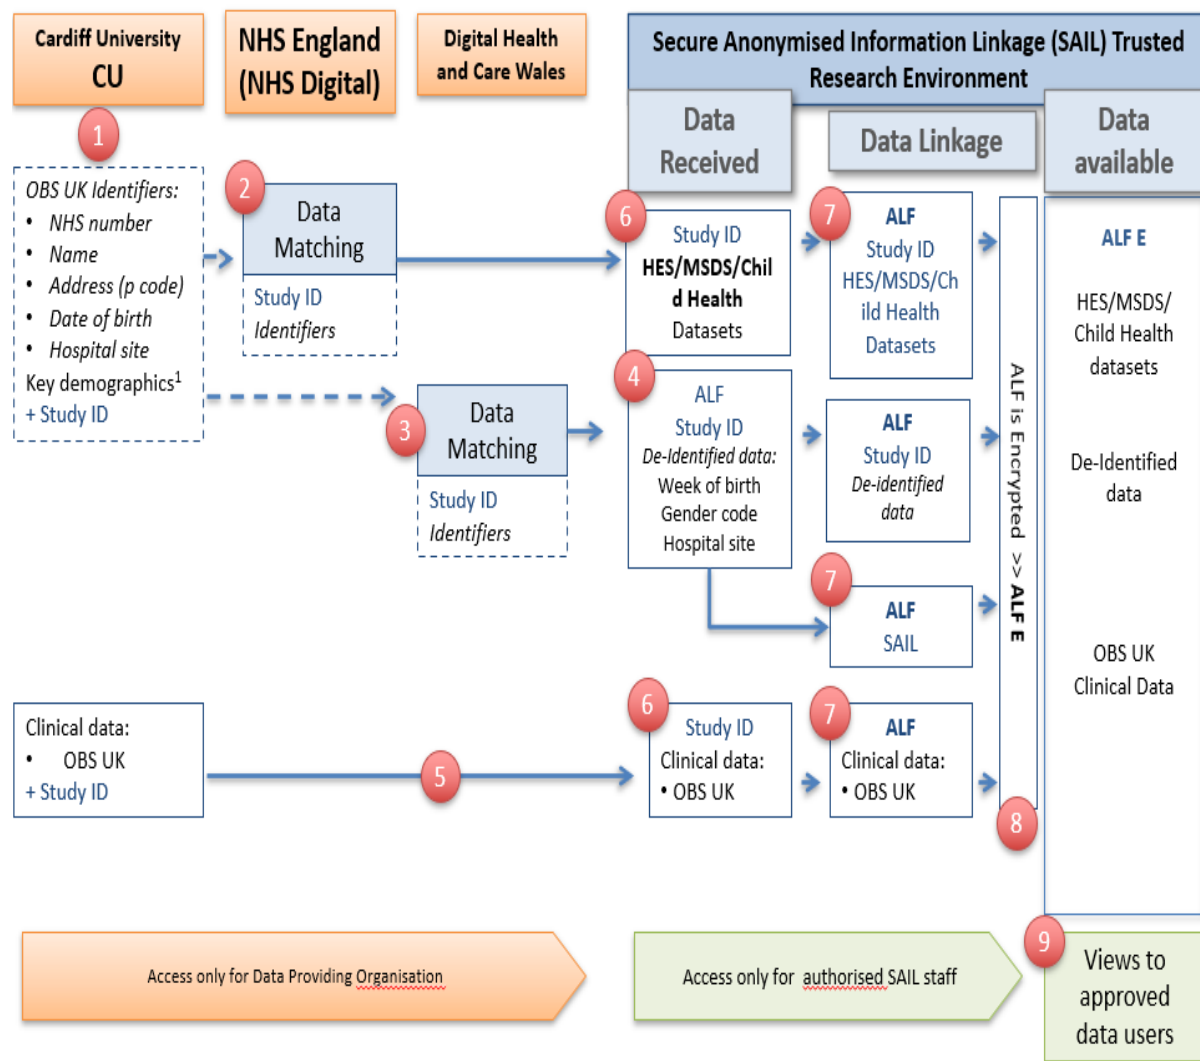 Cardiff University
CU
NHS England
(NHS Digital)
Digital Health
and Care Wales
Secure Anonymised Information Linkage (SAIL) Trusted
Research Environment
Data
Received
Data Linkage
Data
available
1
OBS UK Identifiers:
• NHS number
• Name
• Address (p code)
• Date of birth
• Hospital site
Key demographics1
+ Study ID
2
Data
Matching
Study ID
Identifiers
3
Data
Matching
Study ID
Identifiers
6
Study ID
HES/MSDS/Chil
d Health
Datasets
7
ALF
Study ID
HES/MSDS/Ch
ild Health
Datasets
4
ALF
Study ID
De-Identified data:
Week of birth
Gender code
Hospital site
ALF
Study ID
De-identified
data
7
ALF
SAIL
Clinical data:
• OBS UK
+ Study ID
5
6
Study ID
Clinical data:
• OBS UK
7
ALF
Clinical data:
• OBS UK
ALF is Encrypted >> ALF E
8
ALF E
HES/MSDS/
Child Health
datasets
De-Identified
data
OBS UK
Clinical Data
Access only for Data Providing Organisation
Access only for authorised SAIL staff
9
Views to
approved
data users